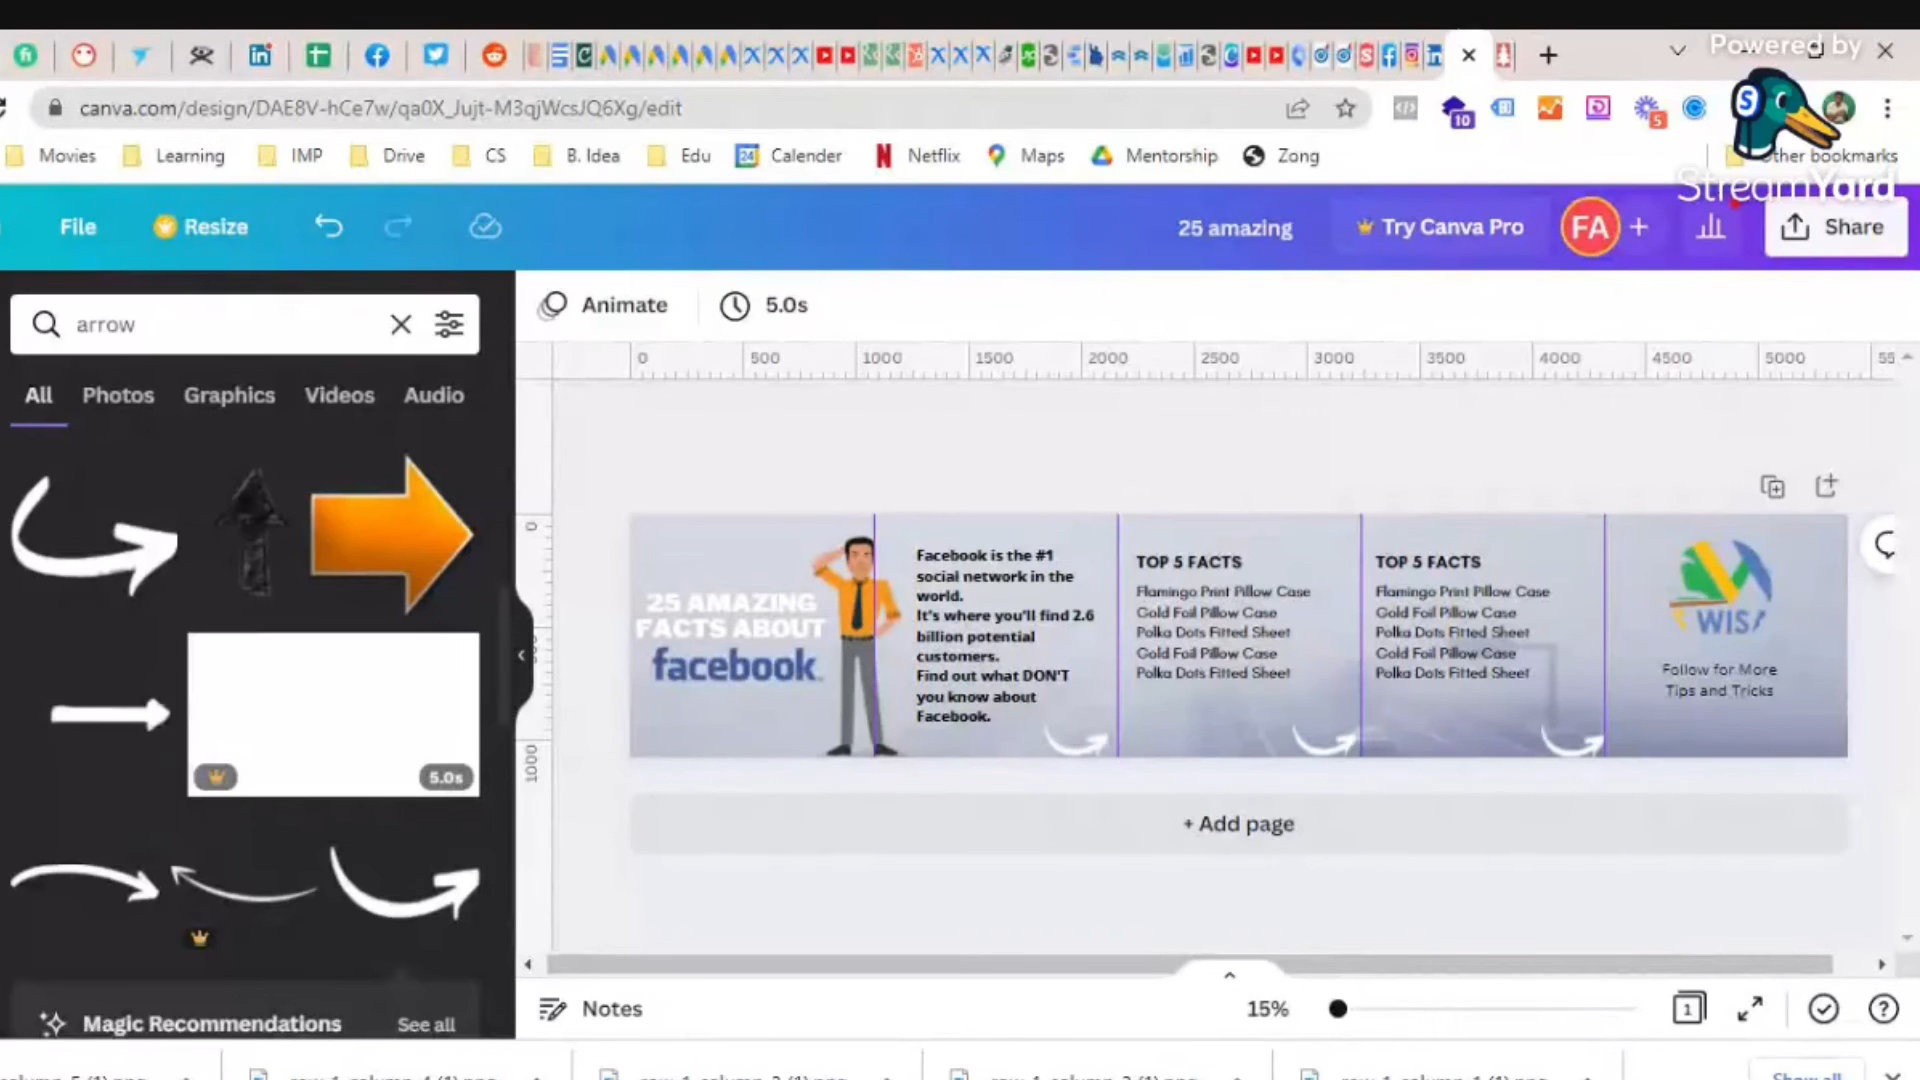 Powered by
StreamYard
canva.com/design/DAE8V-hCe7w/qa0X_Jujt-M3qjWcsJQ6Xg/edit
10
5
Movies
Learning
IMP
Drive
CS
B. Idea
Edu
24
Calender
Netflix
Maps
Mentorship
Zong
Other bookmarks
File
Resize
25 amazing
Try Canva Pro
FA
+
Share
arrow
All
Photos
Graphics
Videos
Audio
Animate
5.0s
0 500 1000 1500 2000 2500 3000 3500 4000 4500 5000 55
0
1000
25 AMAZING
FACTS ABOUT
facebook
Facebook is the #1
social network in the
world.
It's where you'll find 2.6
billion potential
customers.
Find out what DON'T
you know about
Facebook.
TOP 5 FACTS
Flamingo Print Pillow Case
Gold Foil Pillow Case
Polka Dots Fitted Sheet
Gold Foil Pillow Case
Polka Dots Fitted Sheet
TOP 5 FACTS
Flamingo Print Pillow Case
Gold Foil Pillow Case
Polka Dots Fitted Sheet
Gold Foil Pillow Case
Polka Dots Fitted Sheet
WIS
Follow for More
Tips and Tricks
5.0s
+ Add page
Magic Recommendations
See all
Notes
15%
1
Show all